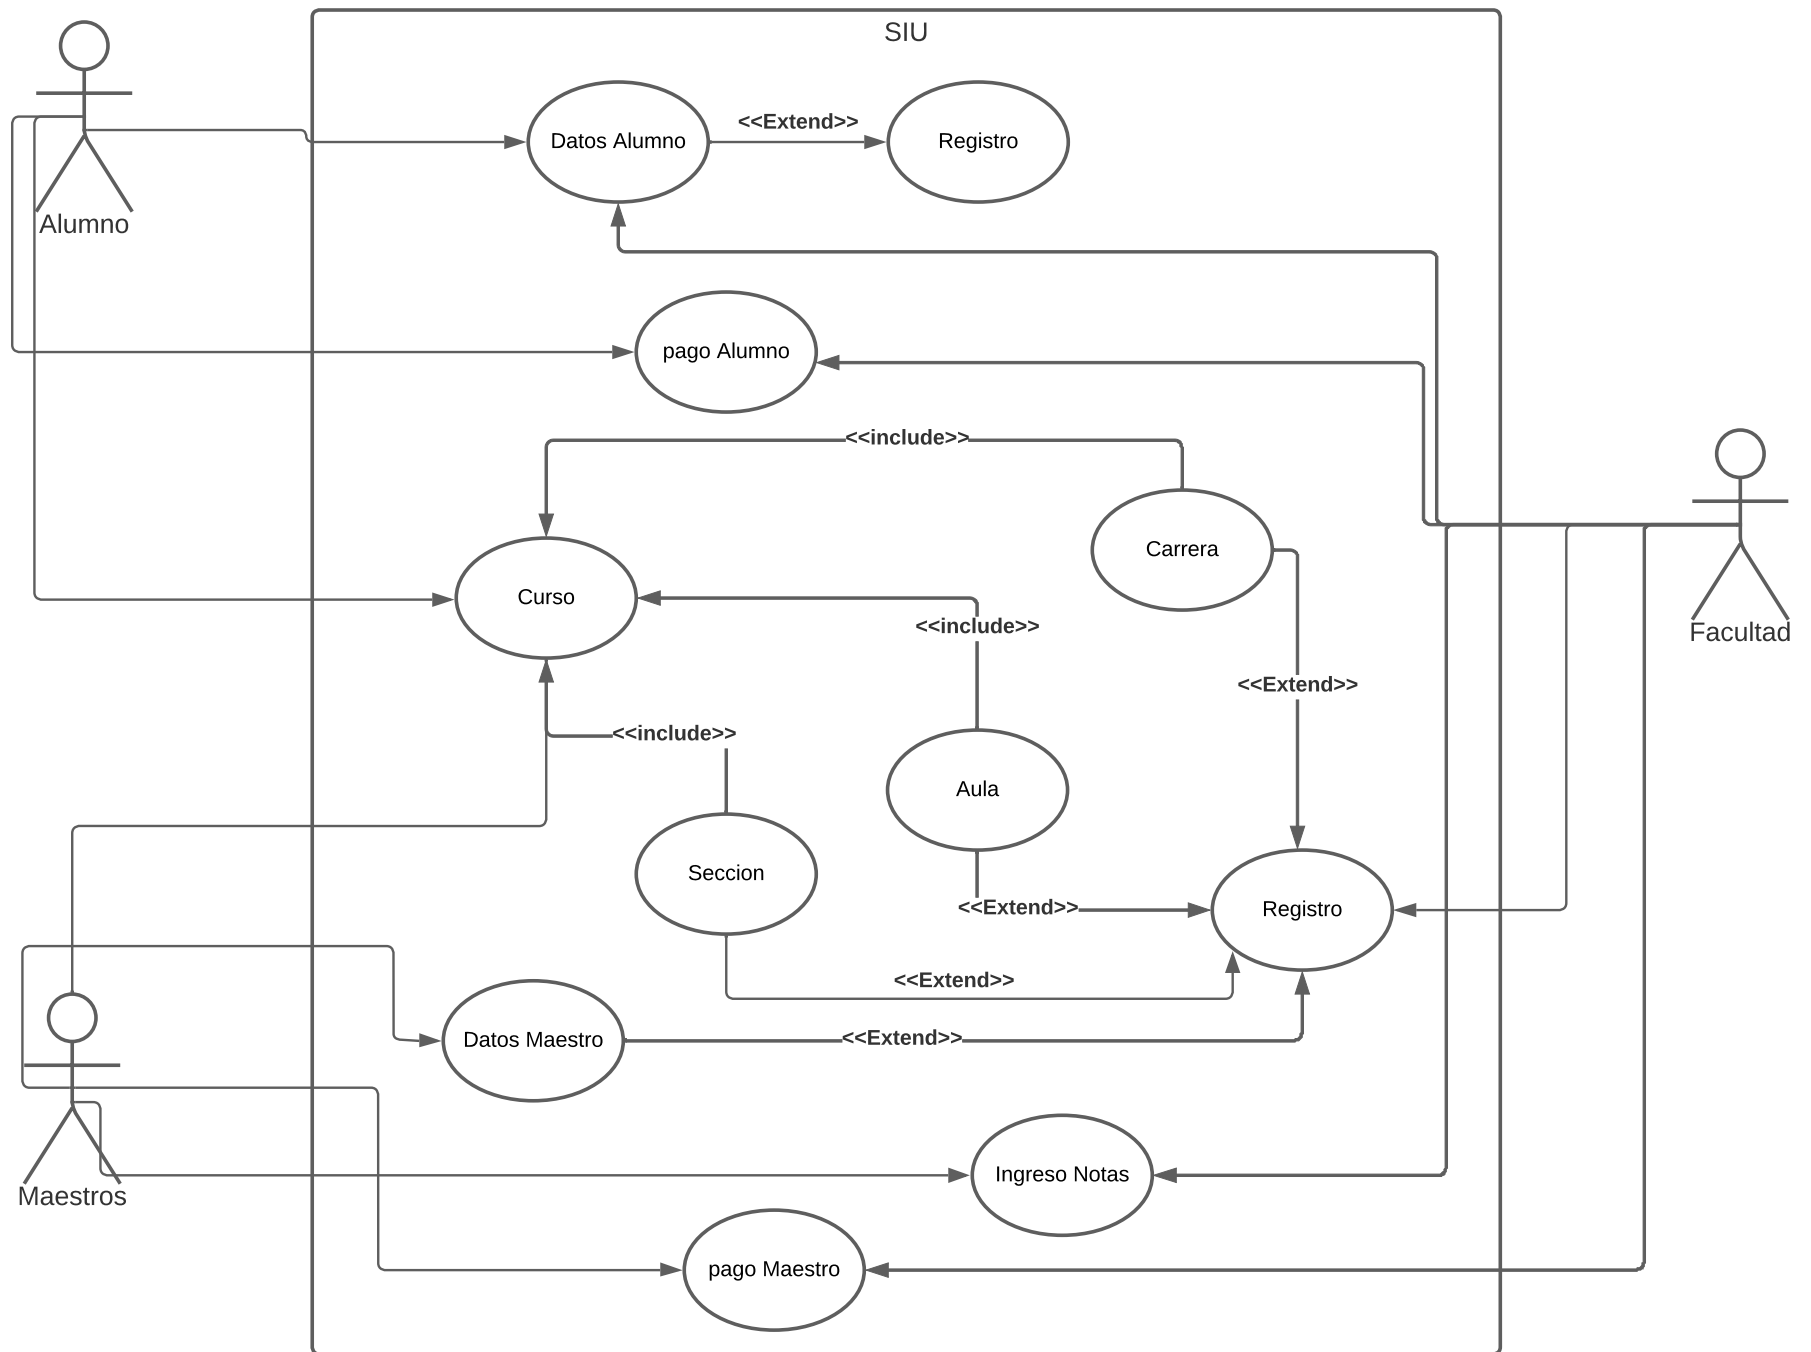 SIU
Datos Alumno
<<Extend>>
Registro
Alumno
pago Alumno
<<include>>
Carrera
Curso
<<include>>
Facultad
<<Extend>>
<<include>>
Aula
Seccion
<<Extend>>
Registro
<<Extend>>
Datos Maestro
<<Extend>>
Ingreso Notas
Maestros
pago Maestro